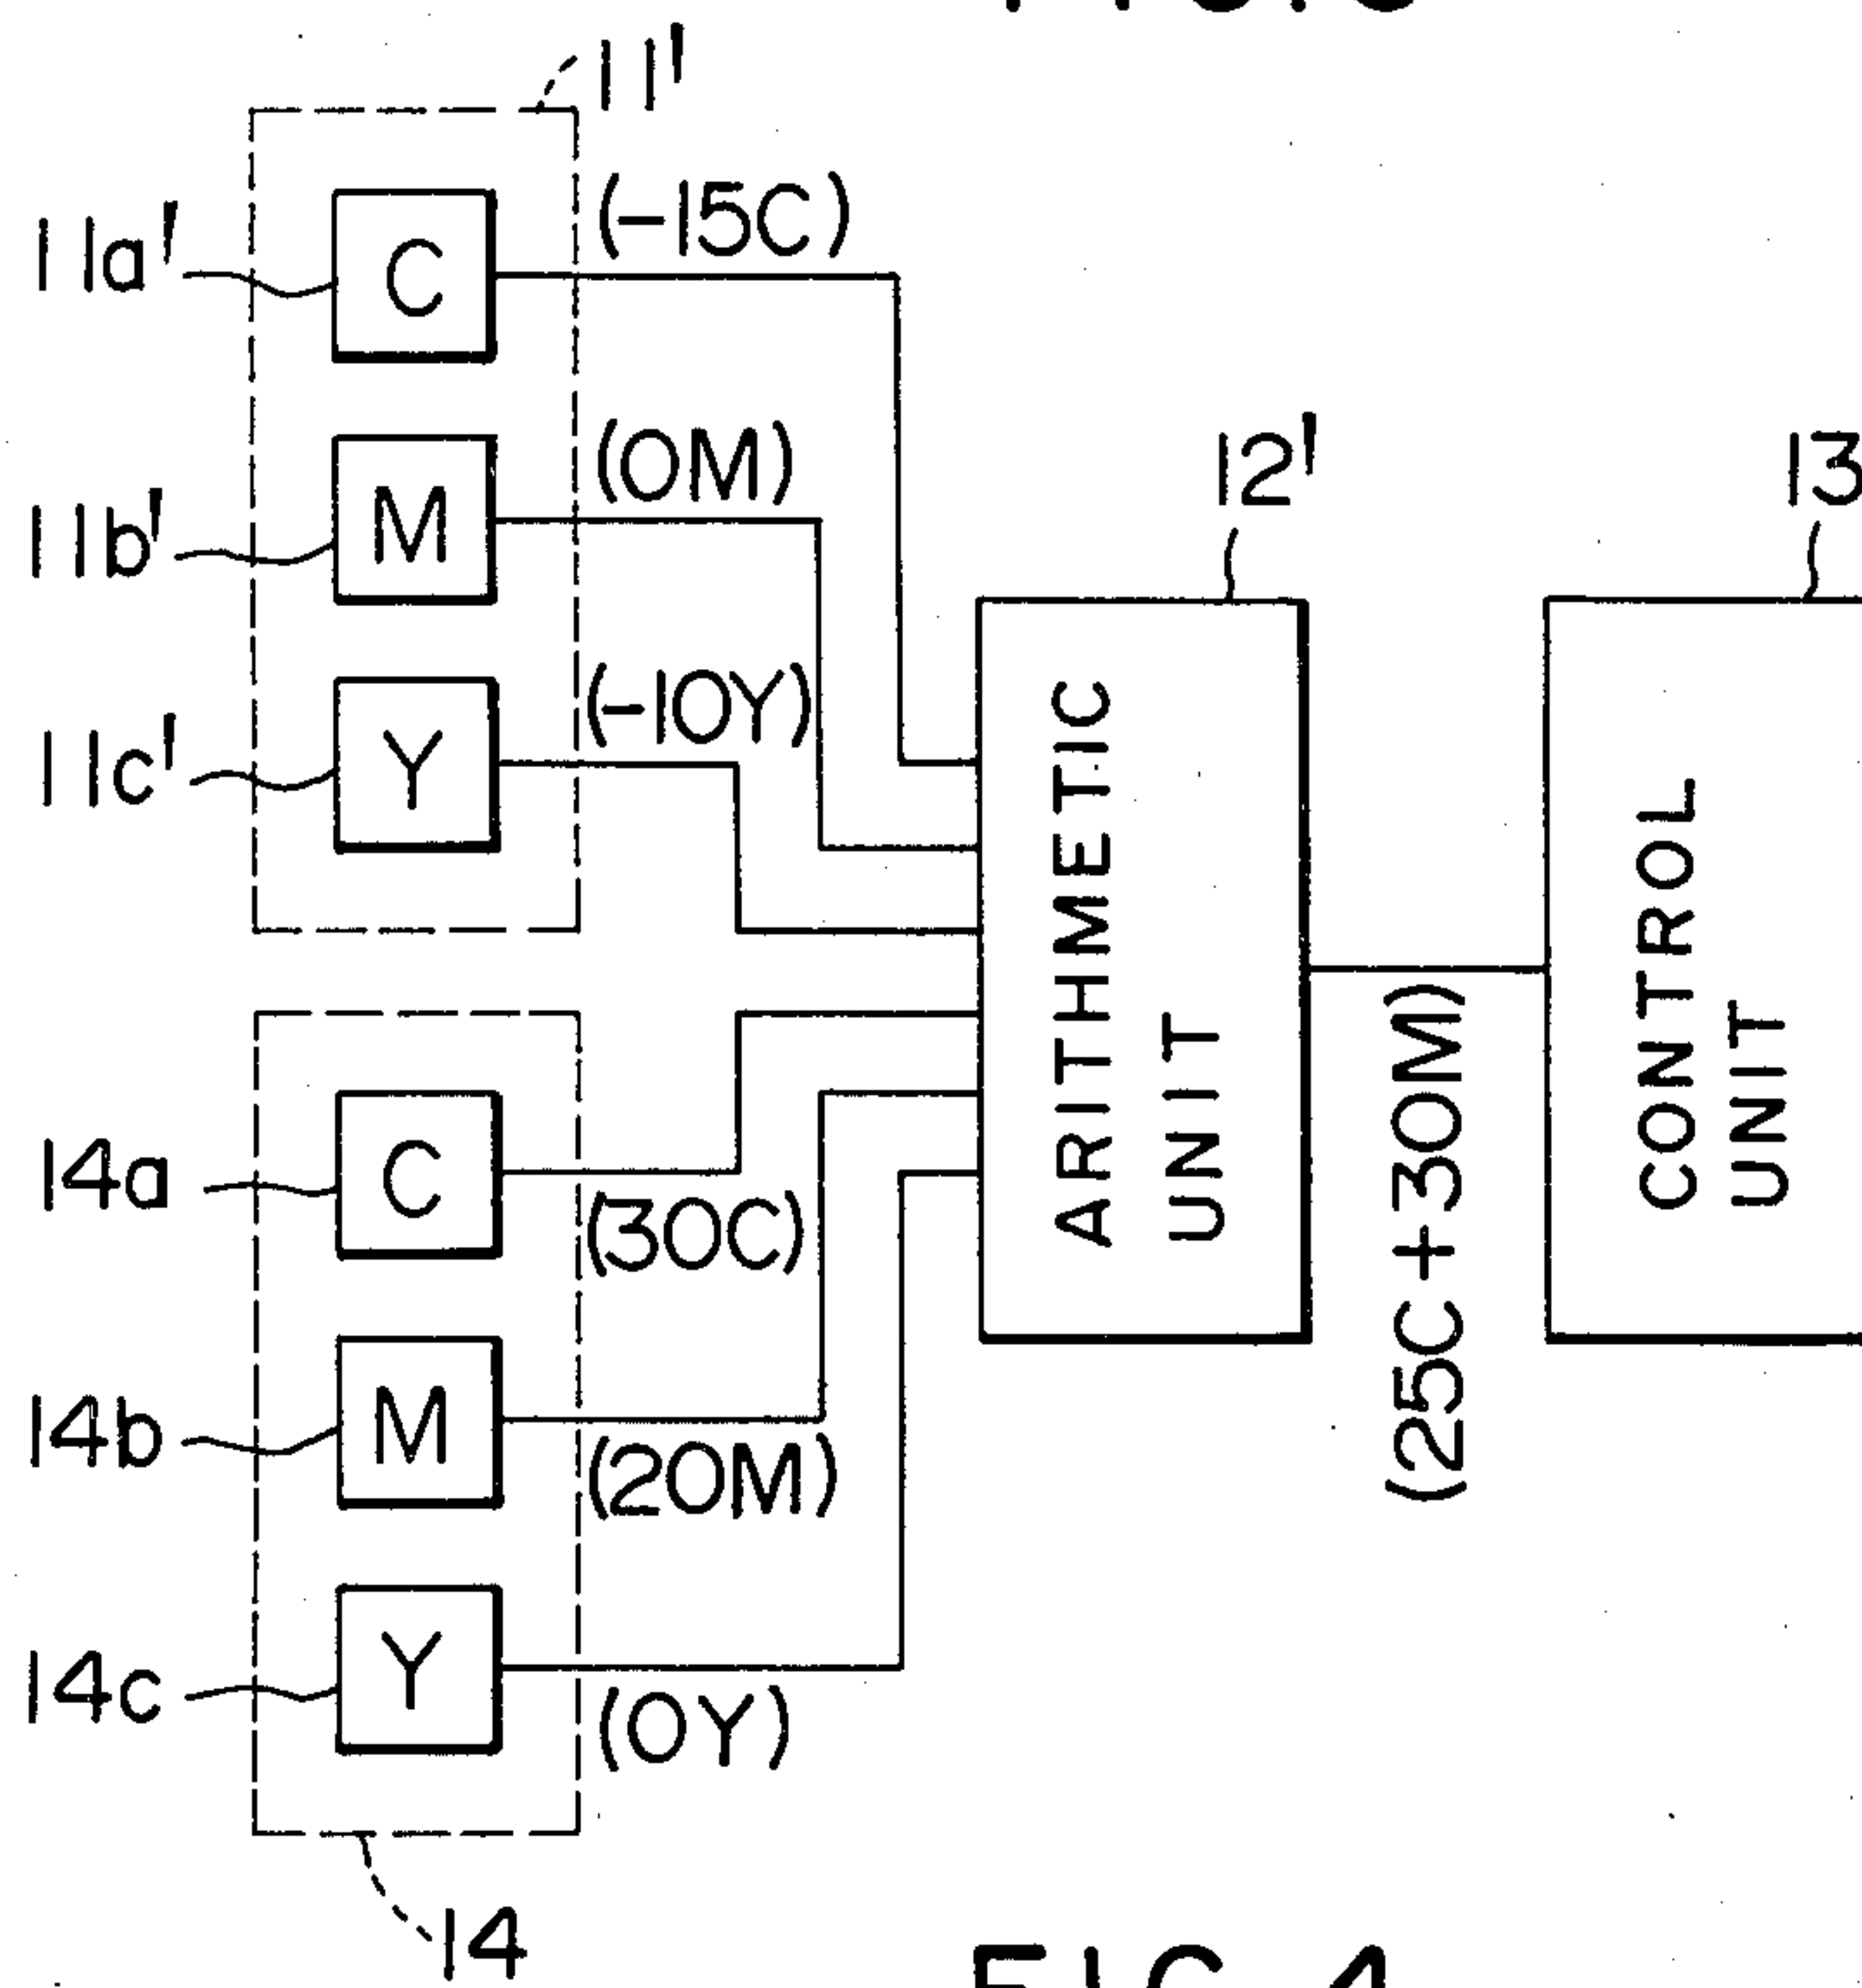 11'
11a'
C
(-15C)
11b'
M
(0M)
11c'
Y
(-10Y)
12'
13
ARITHMETIC
UNIT
(25C+30M)
CONTROL
UNIT
14a
C
(30C)
14b
M
(20M)
14c
Y
(0Y)
14